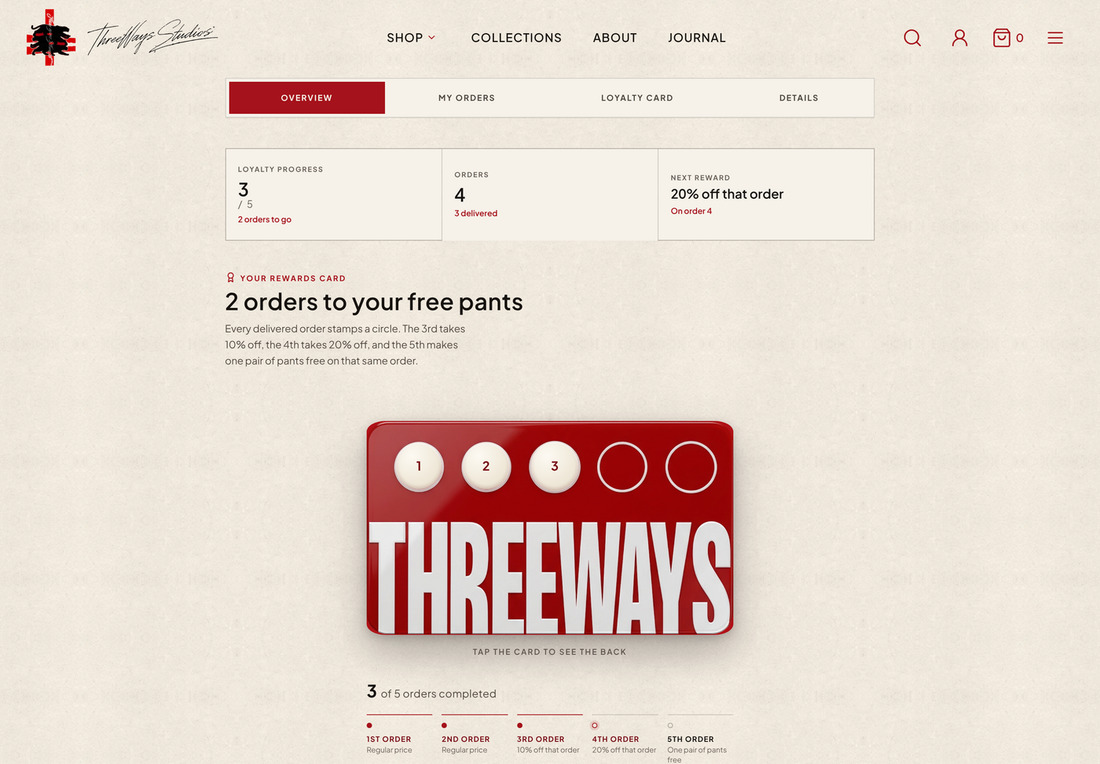 ThreeWays Studios
SHOP
COLLECTIONS
ABOUT
JOURNAL
0
OVERVIEW
MY ORDERS
LOYALTY CARD
DETAILS
LOYALTY PROGRESS
3
/ 5
2 orders to go
ORDERS
4
3 delivered
NEXT REWARD
20% off that order
On order 4
YOUR REWARDS CARD
2 orders to your free pants
Every delivered order stamps a circle. The 3rd takes
10% off, the 4th takes 20% off, and the 5th makes
one pair of pants free on that same order.
1 2 3
THREEWAYS
TAP THE CARD TO SEE THE BACK
3 of 5 orders completed
1ST ORDER
Regular price
2ND ORDER
Regular price
3RD ORDER
10% off that order
4TH ORDER
20% off that order
5TH ORDER
One pair of pants
free